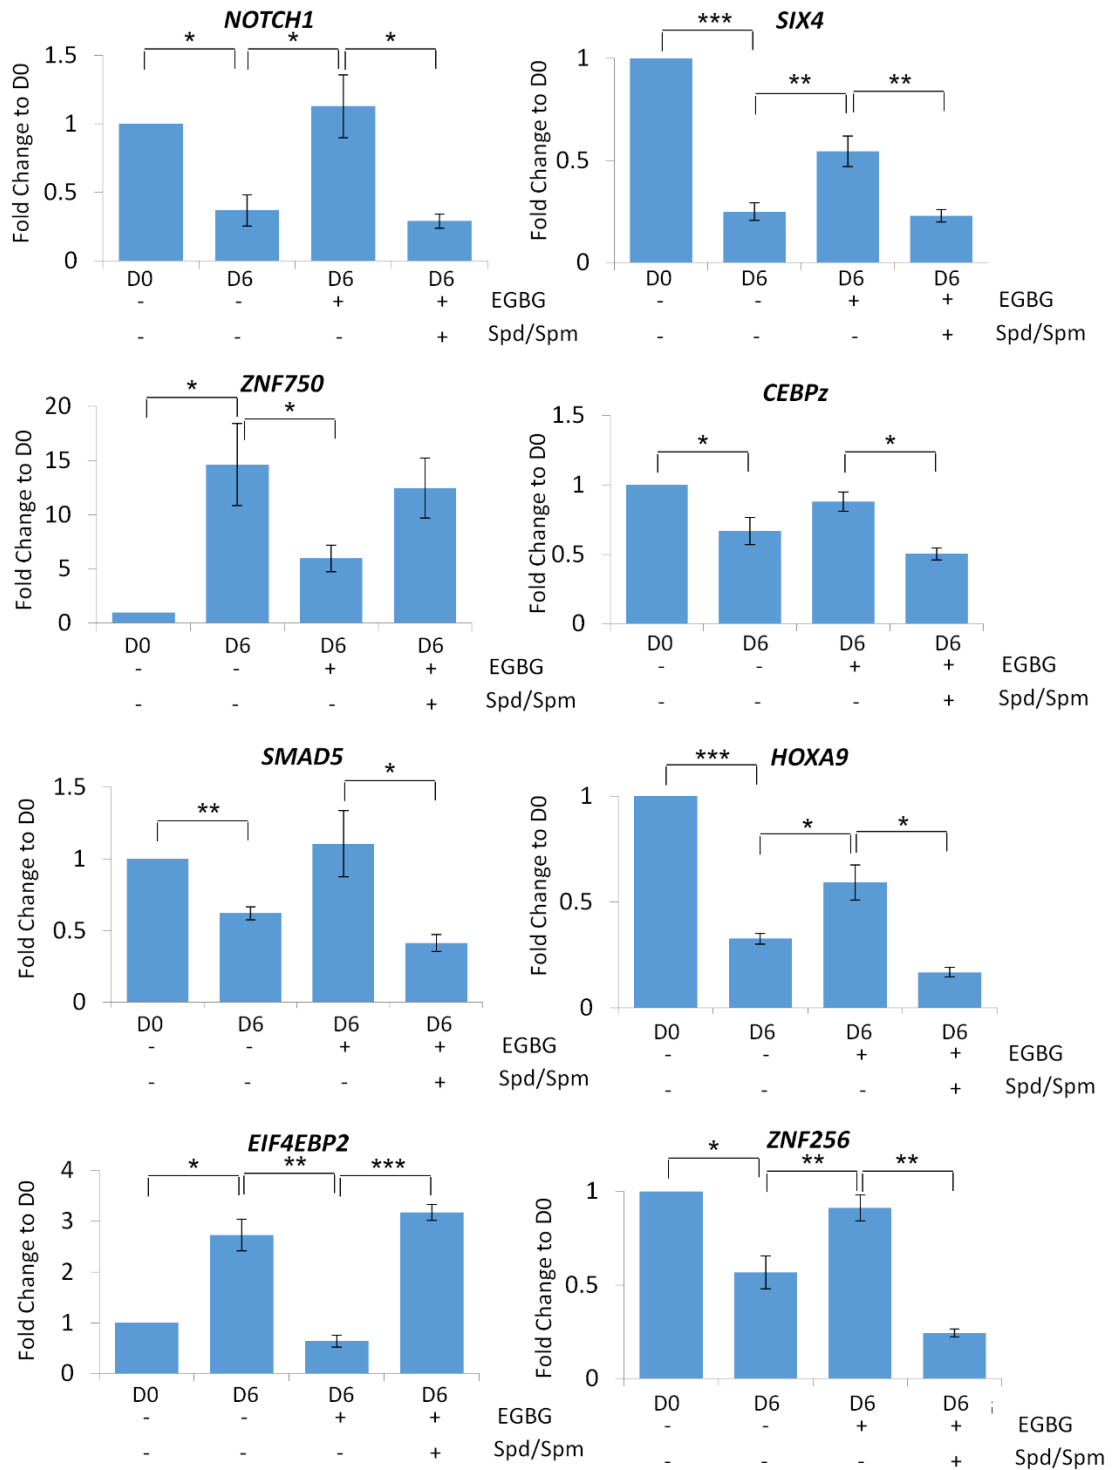 NOTCH1
* * *
1.5
1
0.5
0
Fold Change to D0
D0 D6 D6 D6
- - + + EGBG
- - - + Spd/Spm
SIX4
*** ** **
1
0.5
0
Fold Change to D0
D0 D6 D6 D6
- - + + EGBG
- - - + Spd/Spm
ZNF750
* *
20
15
10
5
0
Fold Change to D0
D0 D6 D6 D6
- - + + EGBG
- - - + Spd/Spm
CEBPz
* *
1.5
1
0.5
0
Fold Change to D0
D0 D6 D6 D6
- - + + EGBG
- - - + Spd/Spm
SMAD5
** *
1.5
1
0.5
0
Fold Change to D0
D0 D6 D6 D6
- - + + EGBG
- - - + Spd/Spm
HOXA9
*** * *
1
0.5
0
Fold Change to D0
D0 D6 D6 D6
- - + + EGBG
- - - + Spd/Spm
EIF4EBP2
* ** ***
4
3
2
1
0
Fold Change to D0
D0 D6 D6 D6
- - + + EGBG
- - - + Spd/Spm
ZNF256
* ** **
1
0.5
0
Fold Change to D0
D0 D6 D6 D6
- - + + EGBG
- - - + Spd/Spm